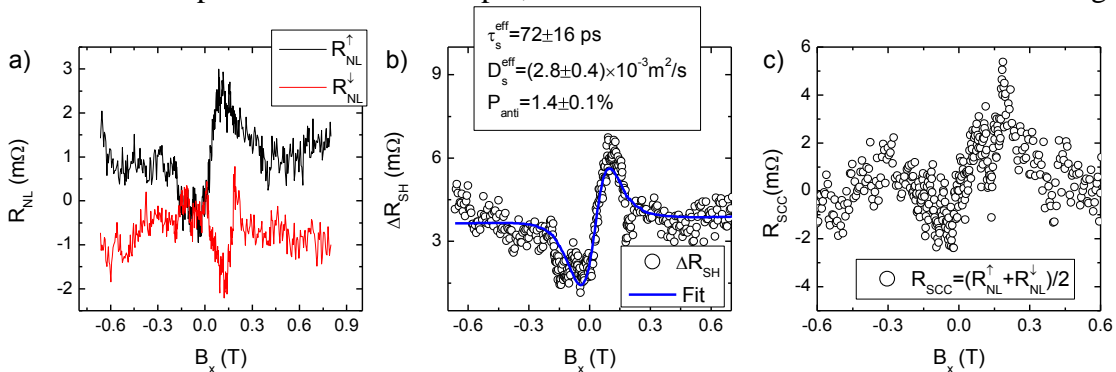 a)
R↑NL
R↓NL
3
2
1
0
-1
-2
RNL (mΩ)
-0.6 -0.3 0.0 0.3 0.6 0.9
Bx (T)
b)
τseff=72±16 ps
Dseff=(2.8±0.4)×10-3m2/s
Panti=1.4±0.1%
9
6
3
ΔRSH (mΩ)
ΔRSH
Fit
-0.6 -0.3 0.0 0.3 0.6
Bx (T)
c)
6
4
2
0
-2
-4
RSCC (mΩ)
RSCC=(R↑NL+R↓NL)/2
-0.6 -0.3 0.0 0.3 0.6
Bx (T)